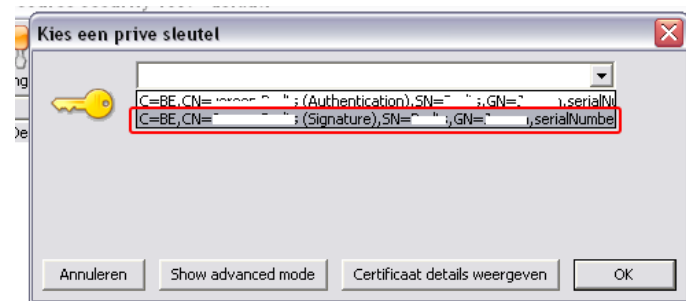 Kies een prive sleutel
C=BE,CN= (Authentication),SN= ,GN= ,serialNu
C=BE,CN= (Signature),SN= ,GN= ,serialNumbe
Annuleren
Show advanced mode
Certificaat details weergeven
OK